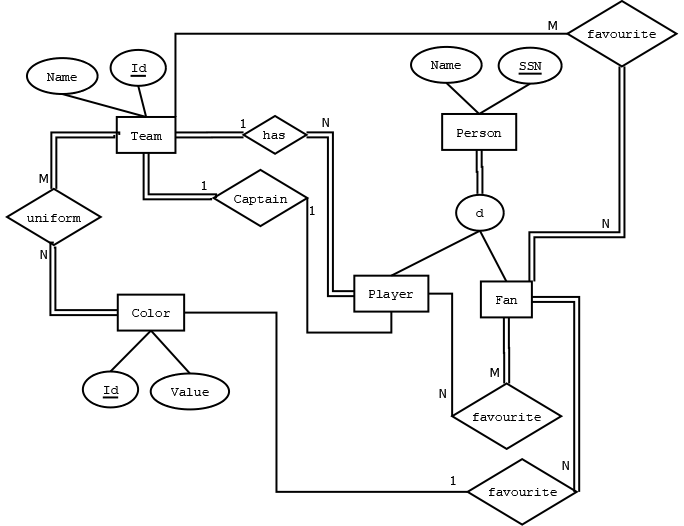 M
favourite
Name
Id
Name
SSN
1
N
Team
has
Person
M
1
Captain
1
d
uniform
N
N
Player
Fan
Color
M
Id
Value
N
favourite
N
1
favourite